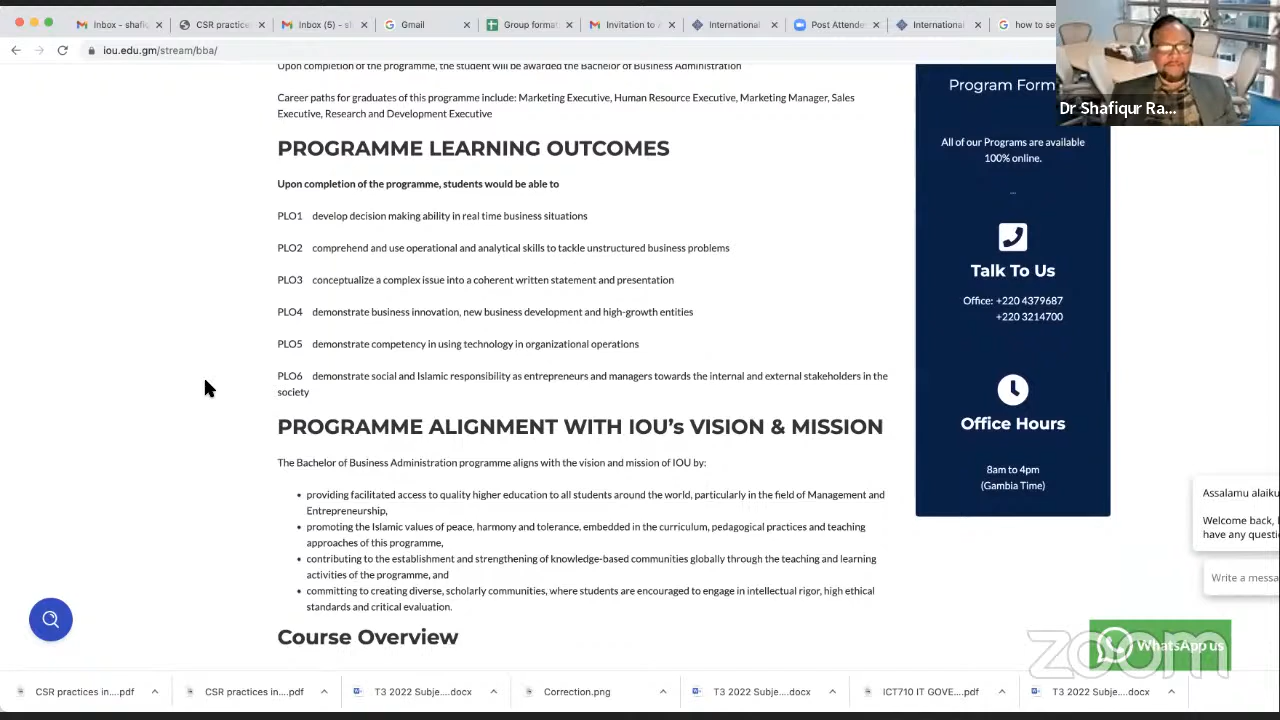 Inbox - shafiq
CSR practice
Inbox (5) - sh
Gmail
Group format
Invitation to A
International
Post Attende
International
how to se
iou.edu.gm/stream/bba/
Upon completion of the programme, the student will be awarded the Bachelor of Business Administration
Career paths for graduates of this programme include: Marketing Executive, Human Resource Executive, Marketing Manager, Sales
Executive, Research and Development Executive
PROGRAMME LEARNING OUTCOMES
Upon completion of the programme, students would be able to
PLO1 develop decision making ability in real time business situations
PLO2 comprehend and use operational and analytical skills to tackle unstructured business problems
PLO3 conceptualize a complex issue into a coherent written statement and presentation
PLO4 demonstrate business innovation, new business development and high-growth entities
PLO5 demonstrate competency in using technology in organizational operations
PLO6 demonstrate social and Islamic responsibility as entrepreneurs and managers towards the internal and external stakeholders in the
society
PROGRAMME ALIGNMENT WITH IOU's VISION & MISSION
The Bachelor of Business Administration programme aligns with the vision and mission of IOU by:
• providing facilitated access to quality higher education to all students around the world, particularly in the field of Management and
Entrepreneurship,
• promoting the Islamic values of peace, harmony and tolerance, embedded in the curriculum, pedagogical practices and teaching
approaches of this programme,
• contributing to the establishment and strengthening of knowledge-based communities globally through the teaching and learning
activities of the programme, and
• committing to creating diverse, scholarly communities, where students are encouraged to engage in intellectual rigor, high ethical
standards and critical evaluation.
Course Overview
Program Form
All of our Programs are available
100% online.
...
Talk To Us
Office: +220 4379687
+220 3214700
Office Hours
8am to 4pm
(Gambia Time)
Dr Shafiqur Ra...
Assalamu alaiku
Welcome back,
have any questi
Write a messa
WhatsApp us
zoom
CSR practices in....pdf
CSR practices in....pdf
T3 2022 Subje....docx
Correction.png
T3 2022 Subje....docx
ICT710 IT GOVE....pdf
T3 2022 Subje....docx